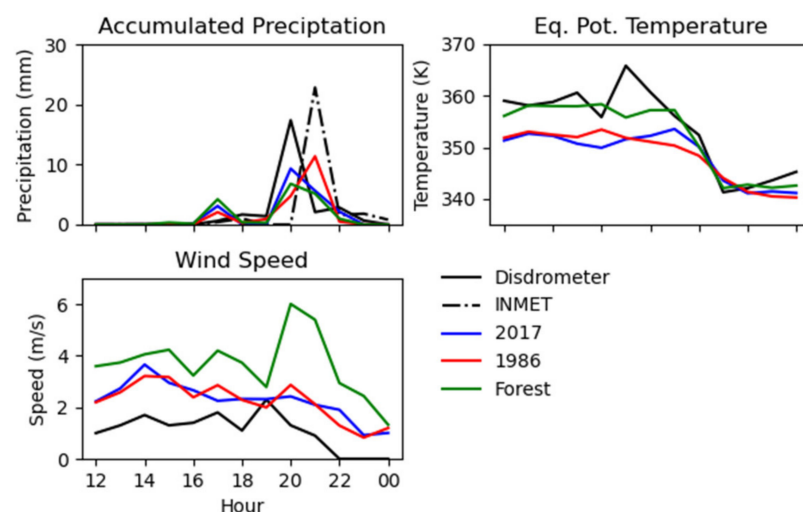 Accumulated Preciptation
Precipitation (mm)
30
20
10
0
Eq. Pot. Temperature
Temperature (K)
370
360
350
340
Wind Speed
Speed (m/s)
6
4
2
0
12 14 16 18 20 22 00
Hour
Disdrometer
INMET
2017
1986
Forest